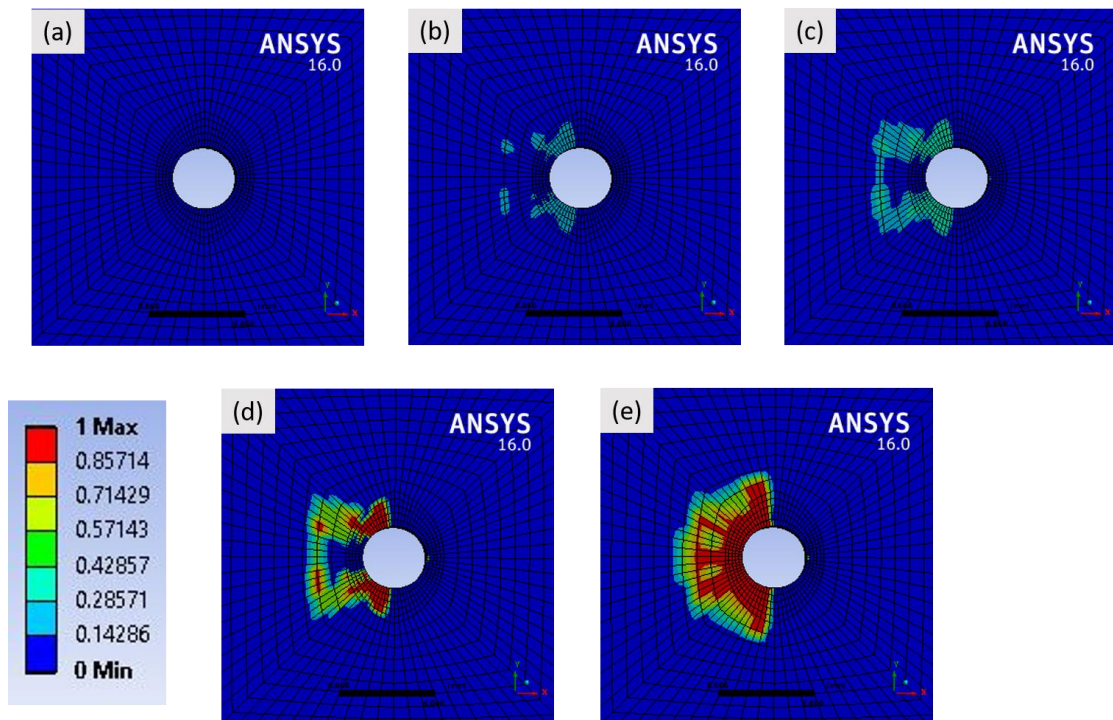 (a)
ANSYS
16.0
(b)
ANSYS
16.0
(c)
ANSYS
16.0
Y
X
Y
X
Y
X
1 Max
0.85714
0.71429
0.57143
0.42857
0.28571
0.14286
0 Min
(d)
ANSYS
16.0
(e)
ANSYS
16.0
Y
X
Y
X